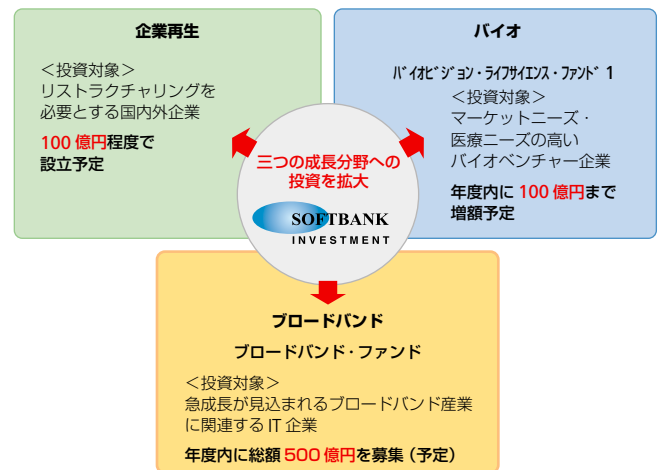 企業再生
＜投資対象＞
リストラクチャリングを
必要とする国内外企業
100 億円程度で
設立予定
バイオ
バイオビジョン・ライフサイエンス・ファンド 1
＜投資対象＞
マーケットニーズ・
医療ニーズの高い
バイオベンチャー企業
年度内に 100 億円まで
増額予定
三つの成長分野への
投資を拡大
SOFTBANK
INVESTMENT
ブロードバンド
ブロードバンド・ファンド
＜投資対象＞
急成長が見込まれるブロードバンド産業
に関連する IT 企業
年度内に総額 500 億円を募集（予定）